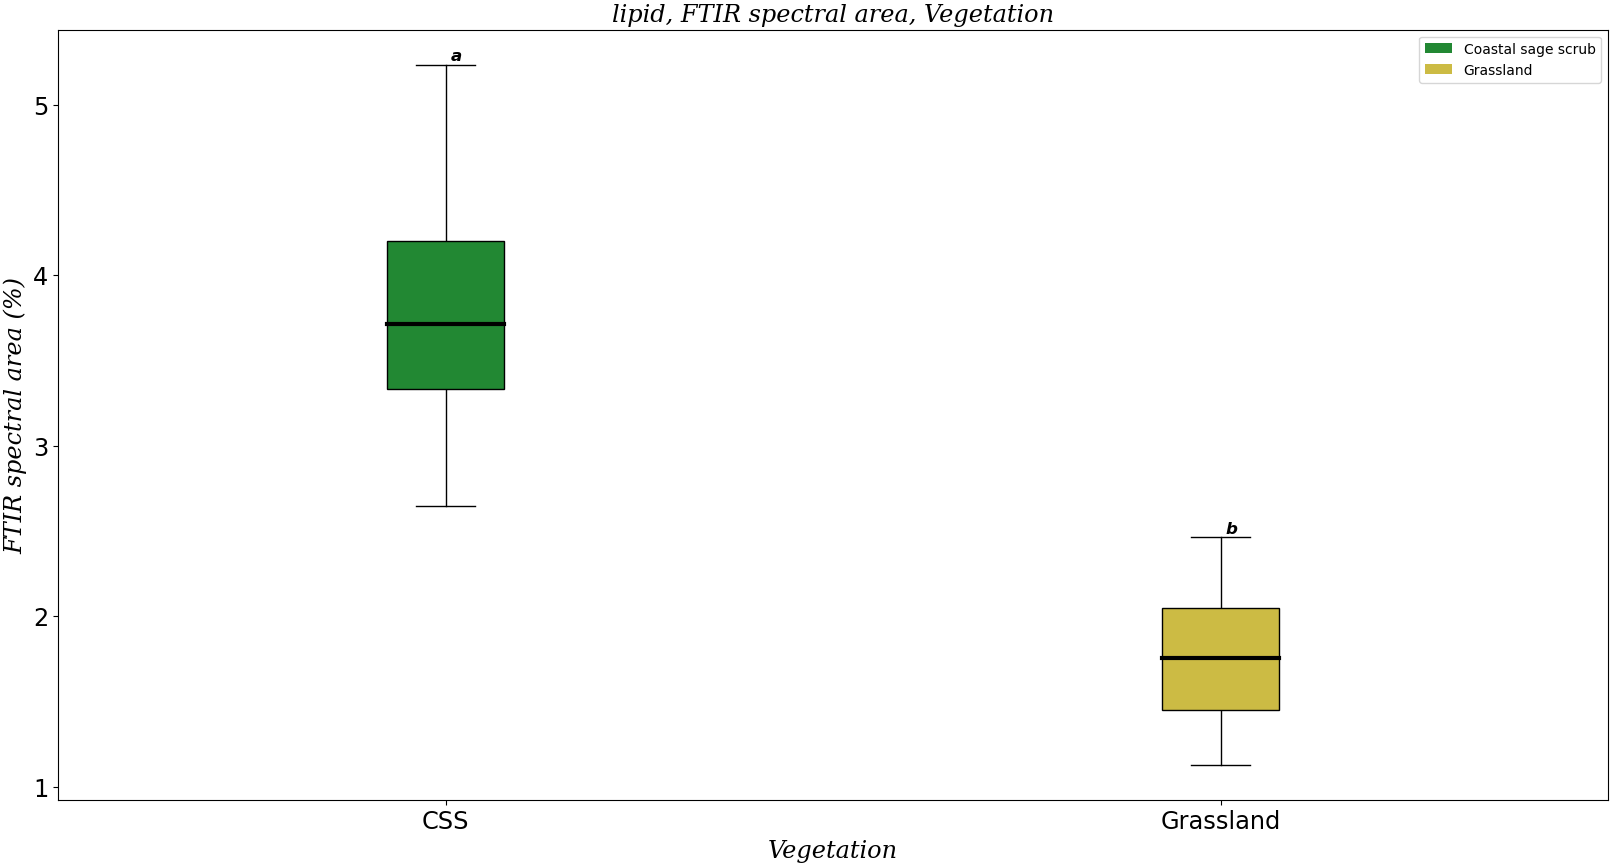 lipid, FTIR spectral area, Vegetation
a
Coastal sage scrub
Grassland
5
4
3
2
1
FTIR spectral area (%)
b
CSS
Grassland
Vegetation